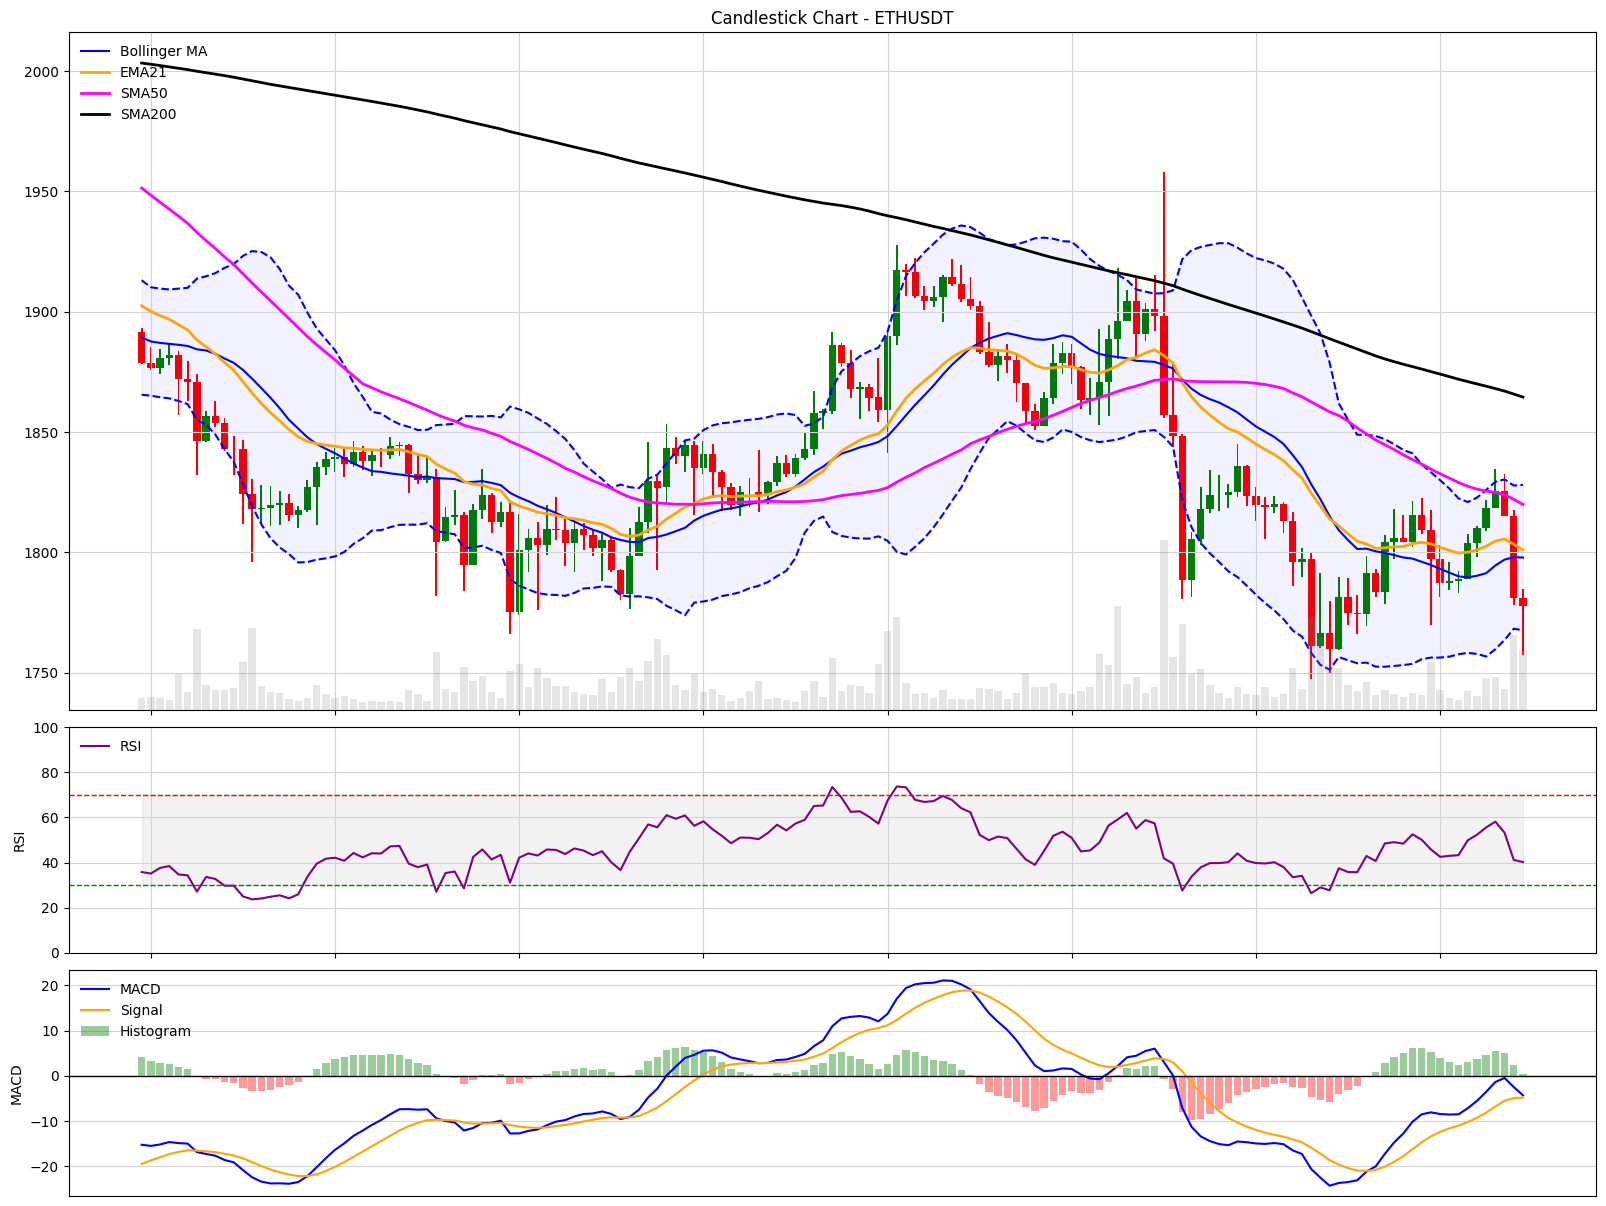 Candlestick Chart - ETHUSDT
Bollinger MA
EMA21
SMA50
SMA200
2000
1950
1900
1850
1800
1750
RSI
100
80
60
40
20
0
RSI
MACD
Signal
Histogram
20
10
0
−10
−20
MACD